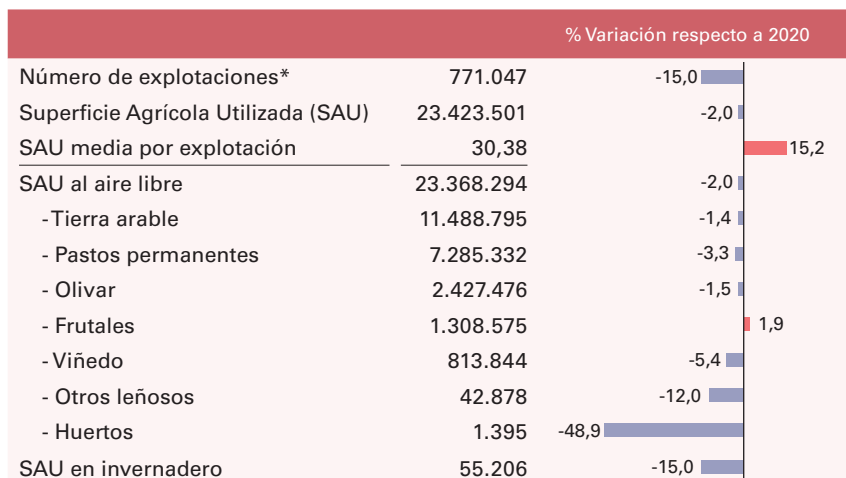 % Variación respecto a 2020
Número de explotaciones* 771.047 -15,0
Superficie Agrícola Utilizada (SAU) 23.423.501 -2,0
SAU media por explotación 30,38 15,2
SAU al aire libre 23.368.294 -2,0
- Tierra arable 11.488.795 -1,4
- Pastos permanentes 7.285.332 -3,3
- Olivar 2.427.476 -1,5
- Frutales 1.308.575 1,9
- Viñedo 813.844 -5,4
- Otros leñosos 42.878 -12,0
- Huertos 1.395 -48,9
SAU en invernadero 55.206 -15,0